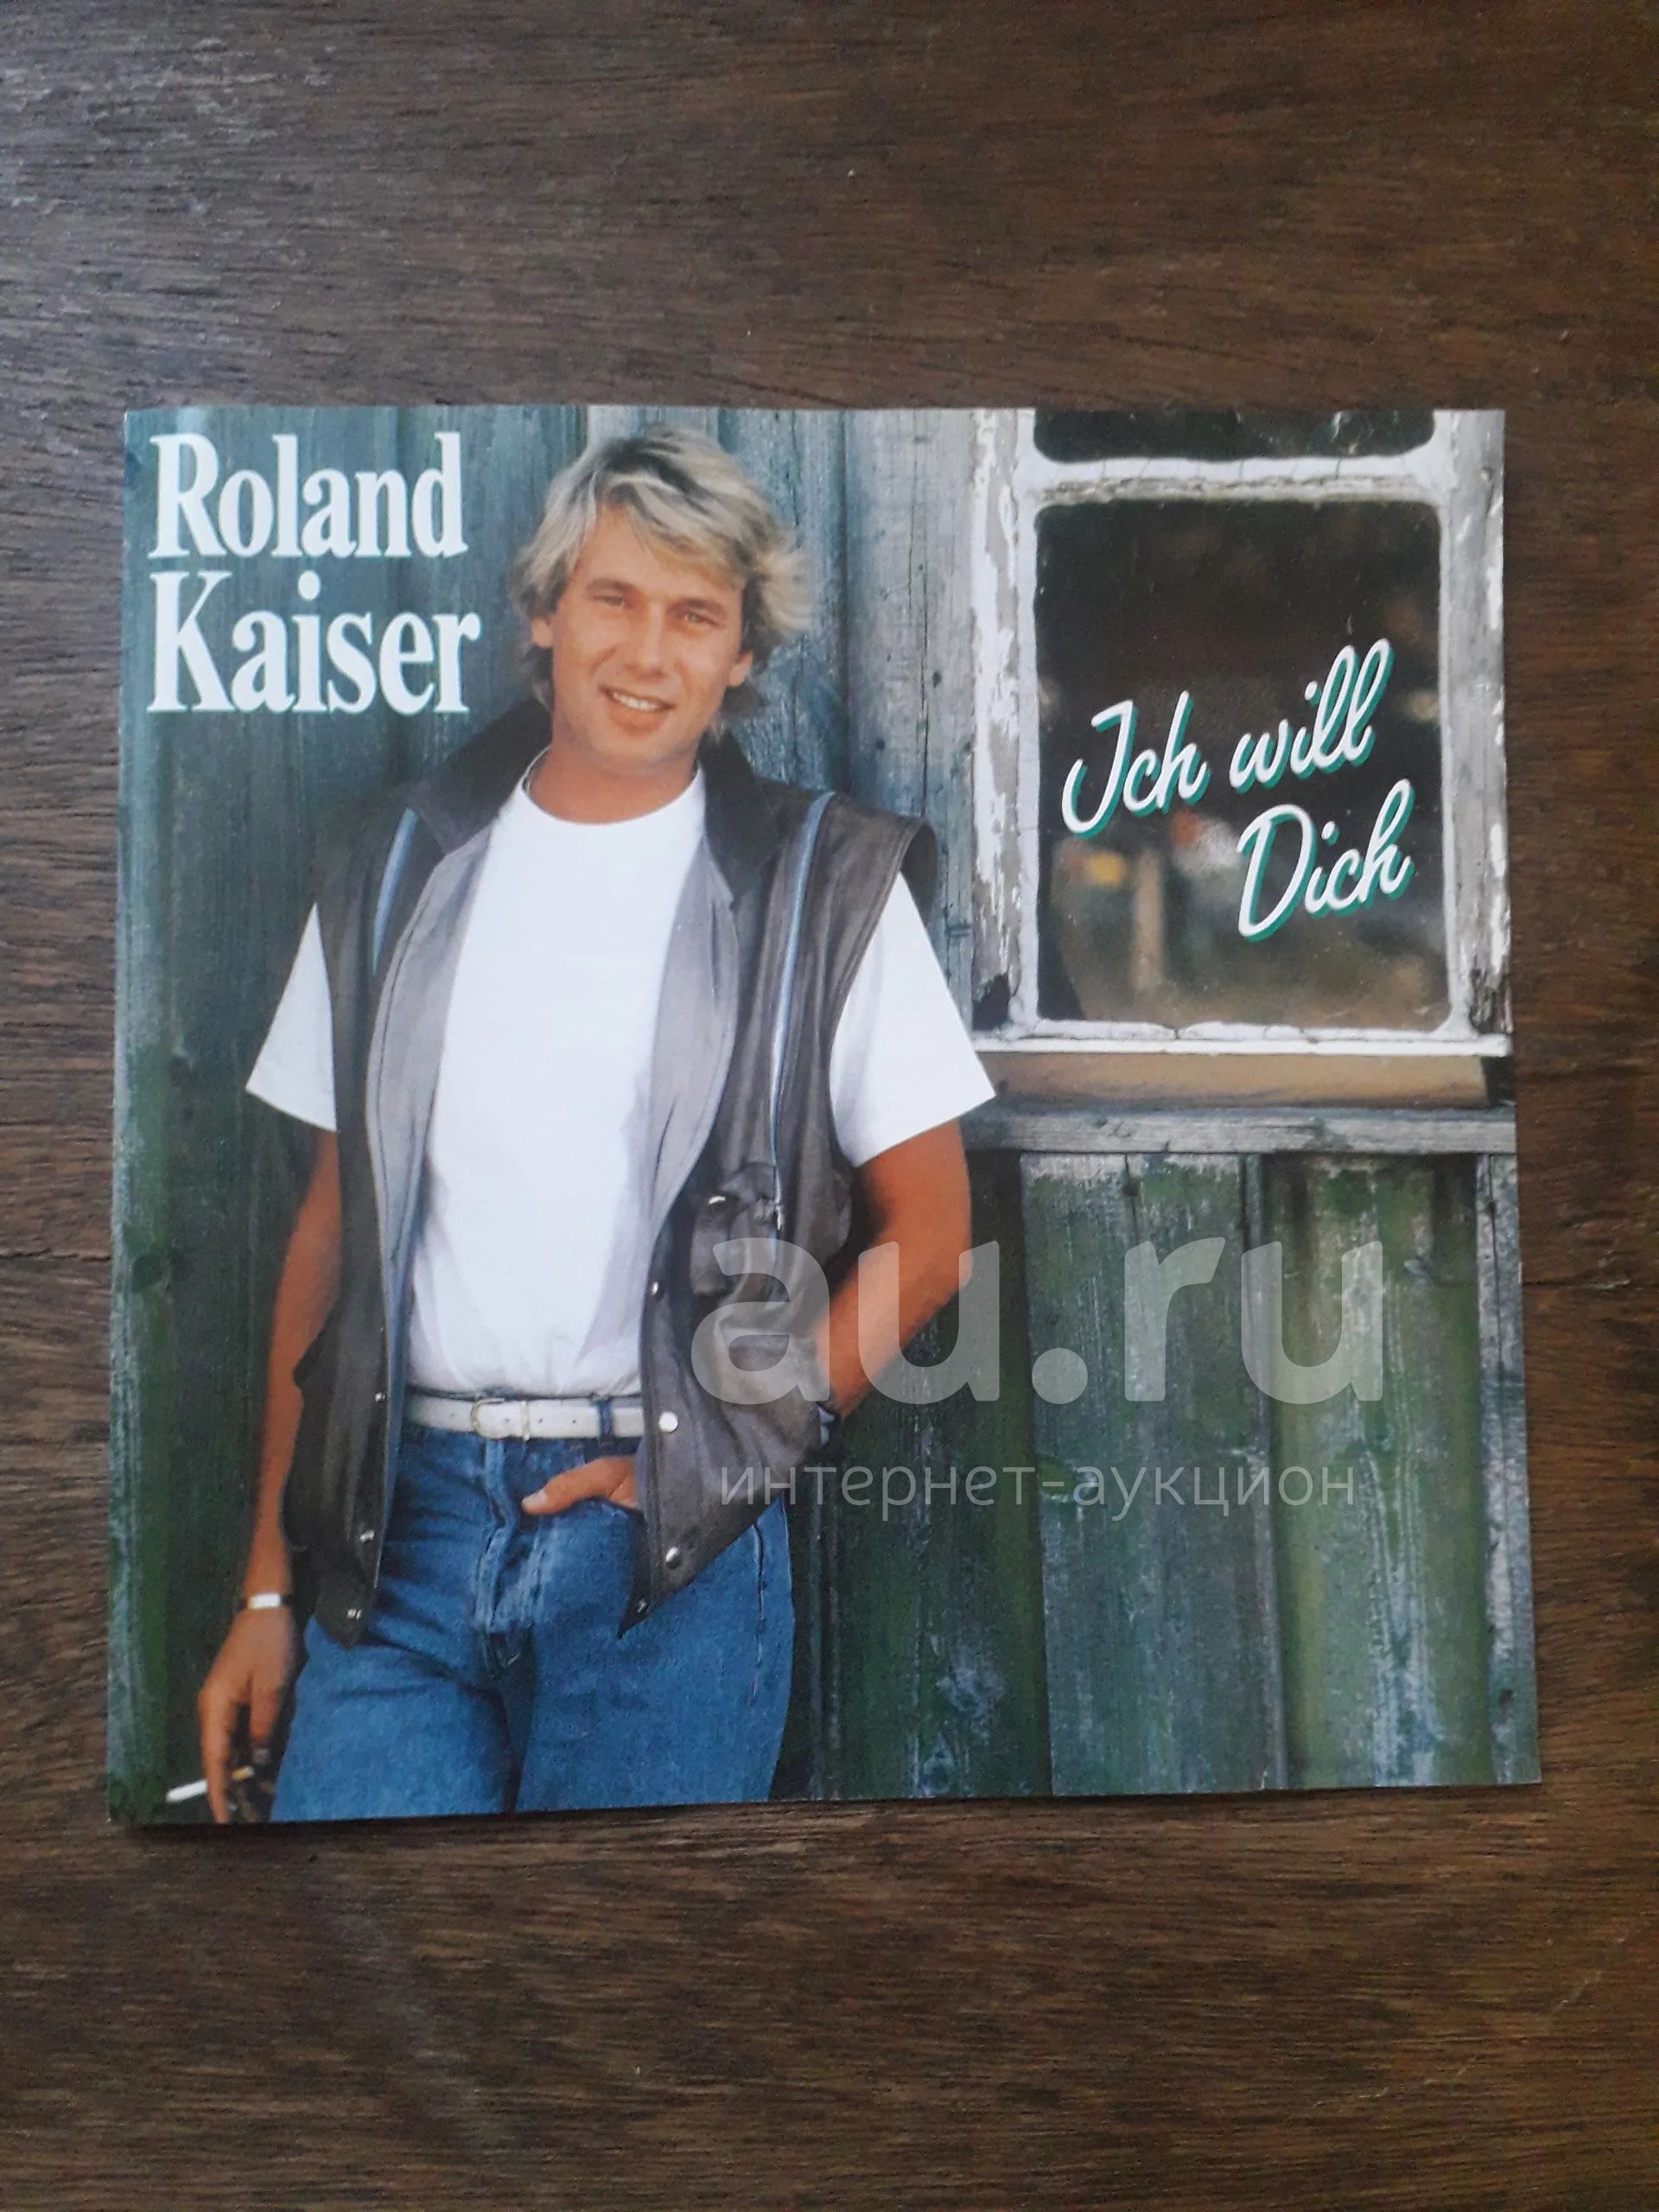 Roland
Kaiser
Ich will
Dich
au.ru
интернет-аукцион